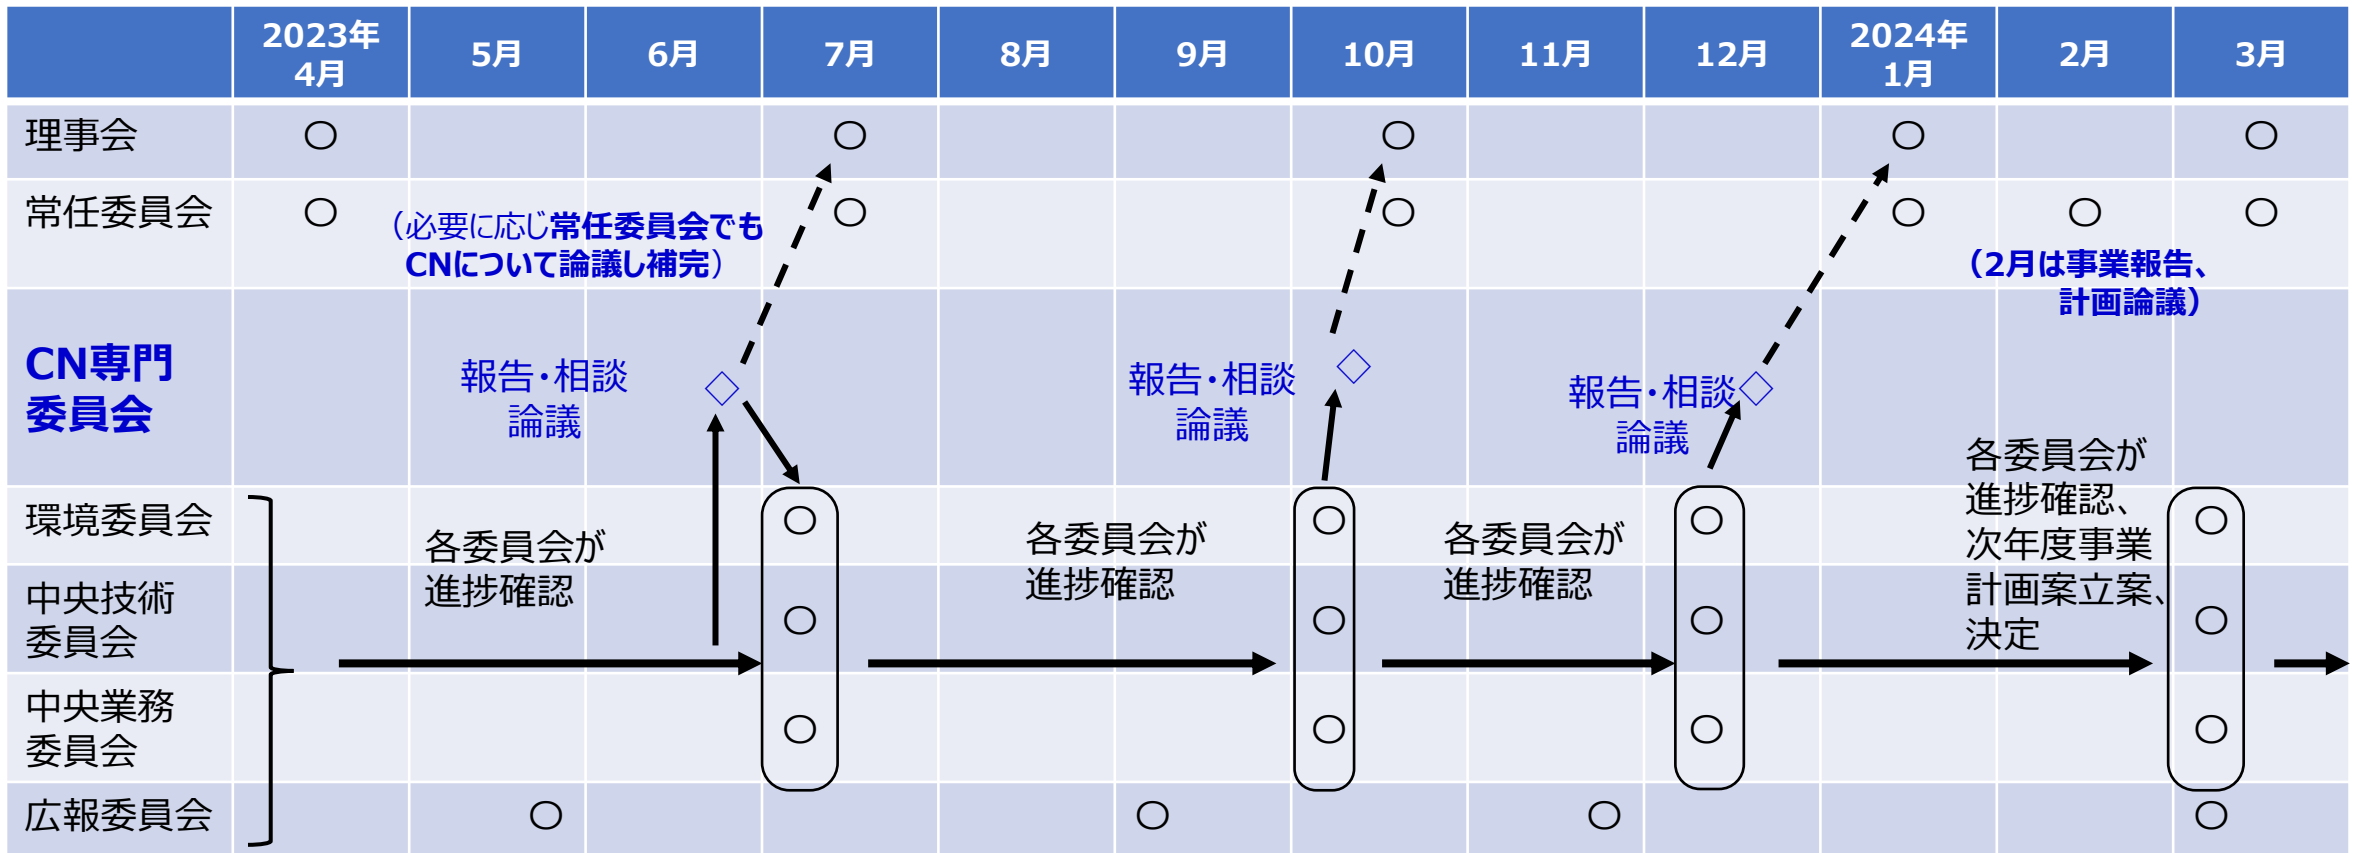 2023年
4月
5月
6月
7月
8月
9月
10月
11月
12月
2024年
1月
2月
3月
理事会
〇
〇
〇
〇
〇
常任委員会
〇
〇
〇
〇
〇
〇
（必要に応じ常任委員会でも
CNについて論議し補完）
（2月は事業報告、
計画論議）
CN専門
委員会
報告・相談
論議
◇
報告・相談
論議
◇
報告・相談
論議
◇
環境委員会
〇
〇
〇
〇
各委員会が
進捗確認
各委員会が
進捗確認
各委員会が
進捗確認
各委員会が
進捗確認、
次年度事業
計画案立案、
決定
中央技術
委員会
〇
〇
〇
〇
中央業務
委員会
〇
〇
〇
〇
広報委員会
〇
〇
〇
〇